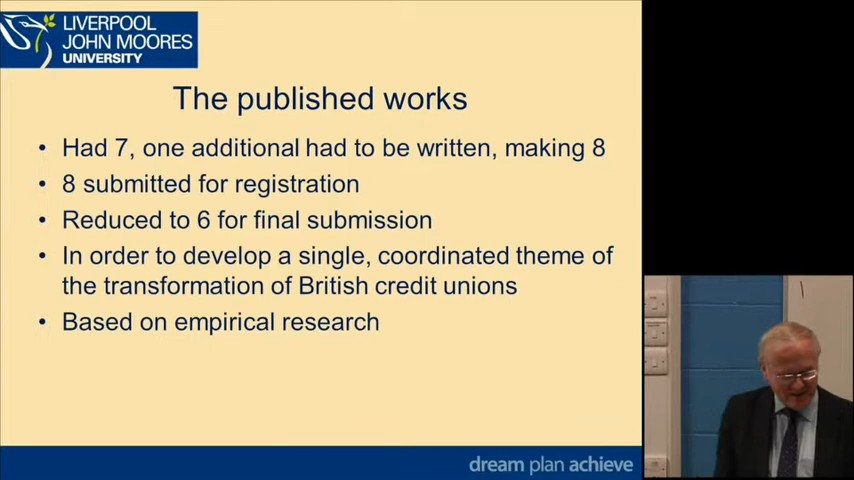 LIVERPOOL
JOHN MOORES
UNIVERSITY
The published works
• Had 7, one additional had to be written, making 8
• 8 submitted for registration
• Reduced to 6 for final submission
• In order to develop a single, coordinated theme of
the transformation of British credit unions
• Based on empirical research
dream plan achieve